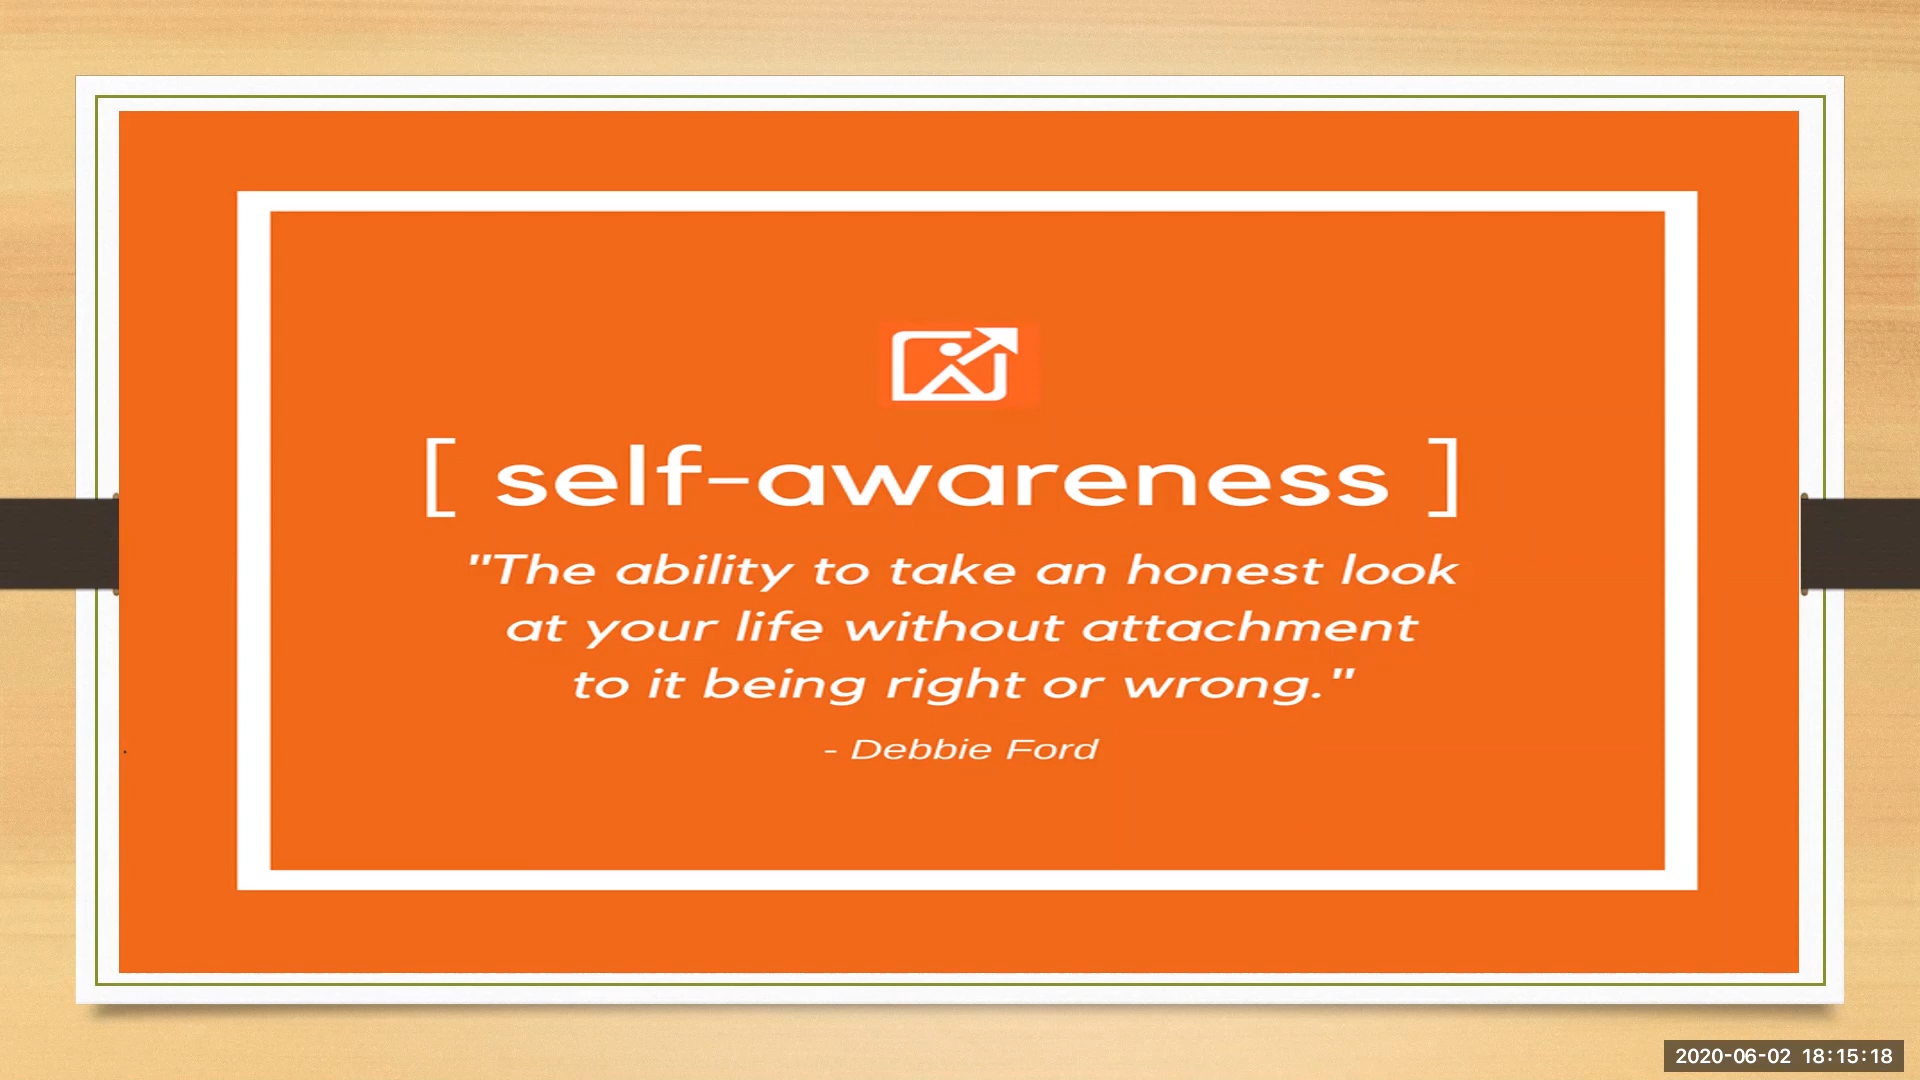 [ self-awareness ]
"The ability to take an honest look
at your life without attachment
to it being right or wrong."
- Debbie Ford
2020-06-02 18:15:18